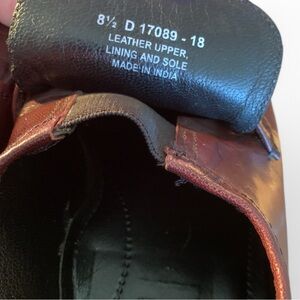 8½ D 17089 - 18
LEATHER UPPER,
LINING AND SOLE
MADE IN INDIA